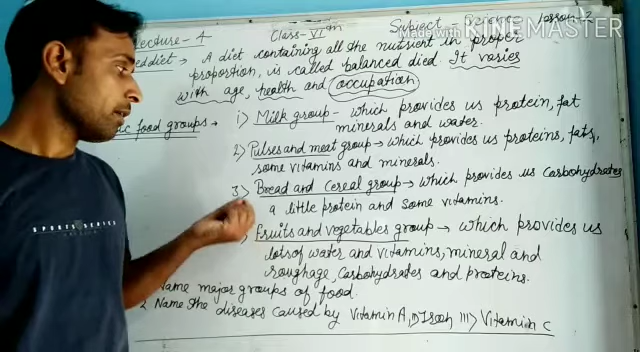 Made with KINEMASTER
Lecture - 4 Class - VIth Subject - Science Lesson - 2
diet → A diet containing all the nutrient in proper
proportion, is called balanced died. It varies
with age, health and occupation
food groups → i) Milk group - which provides us protein, fat
minerals and water.
2) Pulses and meat group → which provides us proteins, fats,
some vitamins and minerals.
3) Bread and Cereal group → which provides us Carbohydrates
a little protein and some vitamins.
) Fruits and vegetables group → which provides us
lots of water and vitamins, mineral and
roughage, Carbohydrates and proteins.
Name major groups of food.
2 Name the diseases caused by Vitamin A, D III) Vitamin C
SPORTS SERIES